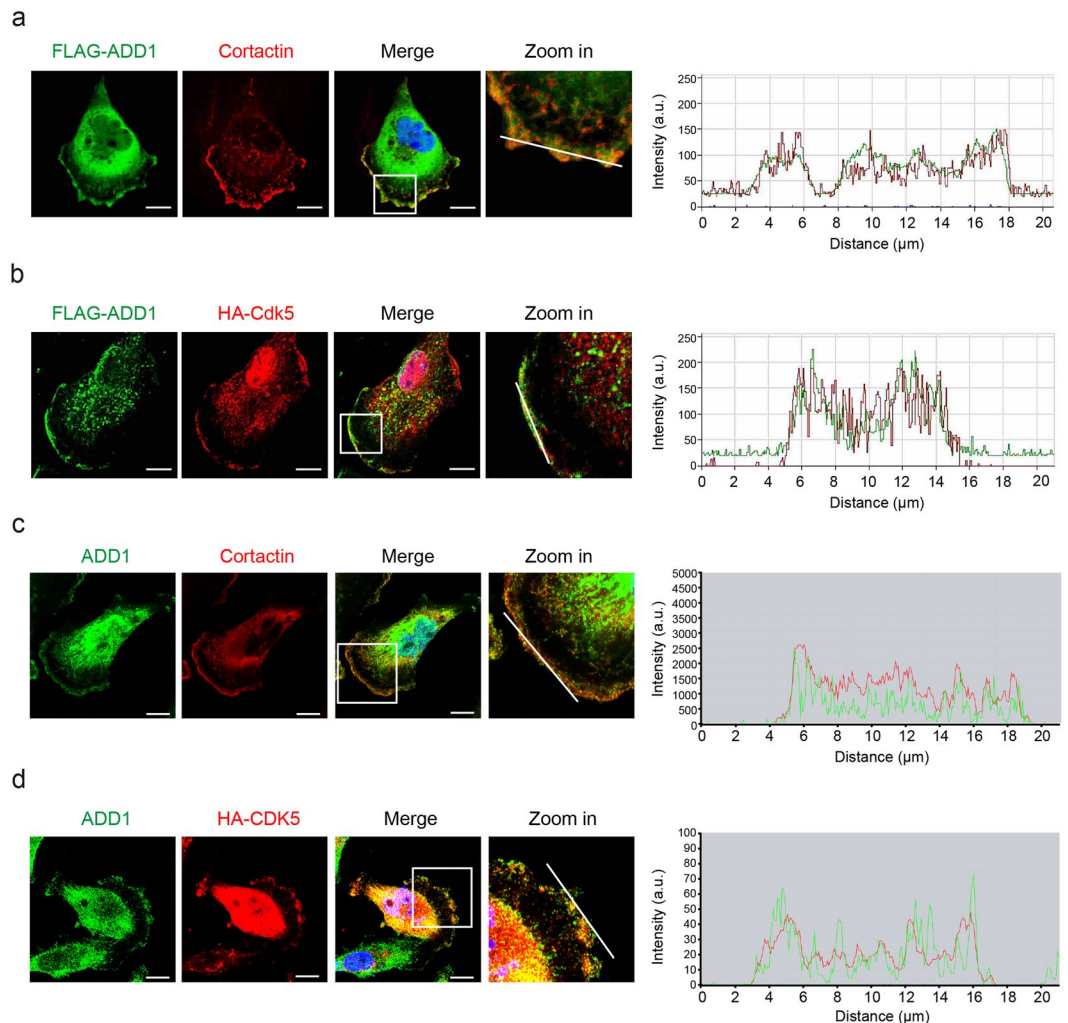 a
FLAG-ADD1 Cortactin Merge Zoom in
Intensity (a.u.)
250
200
150
100
50
0
0 2 4 6 8 10 12 14 16 18 20
Distance (µm)
b
FLAG-ADD1 HA-Cdk5 Merge Zoom in
Intensity (a.u.)
250
200
150
100
50
0
0 2 4 6 8 10 12 14 16 18 20
Distance (µm)
c
ADD1 Cortactin Merge Zoom in
Intensity (a.u.)
5000
4500
4000
3500
3000
2500
2000
1500
1000
5000
0
0 2 4 6 8 10 12 14 16 18 20
Distance (µm)
d
ADD1 HA-CDK5 Merge Zoom in
Intensity (a.u.)
100
90
80
70
60
50
40
30
20
10
0
0 2 4 6 8 10 12 14 16 18 20
Distance (µm)